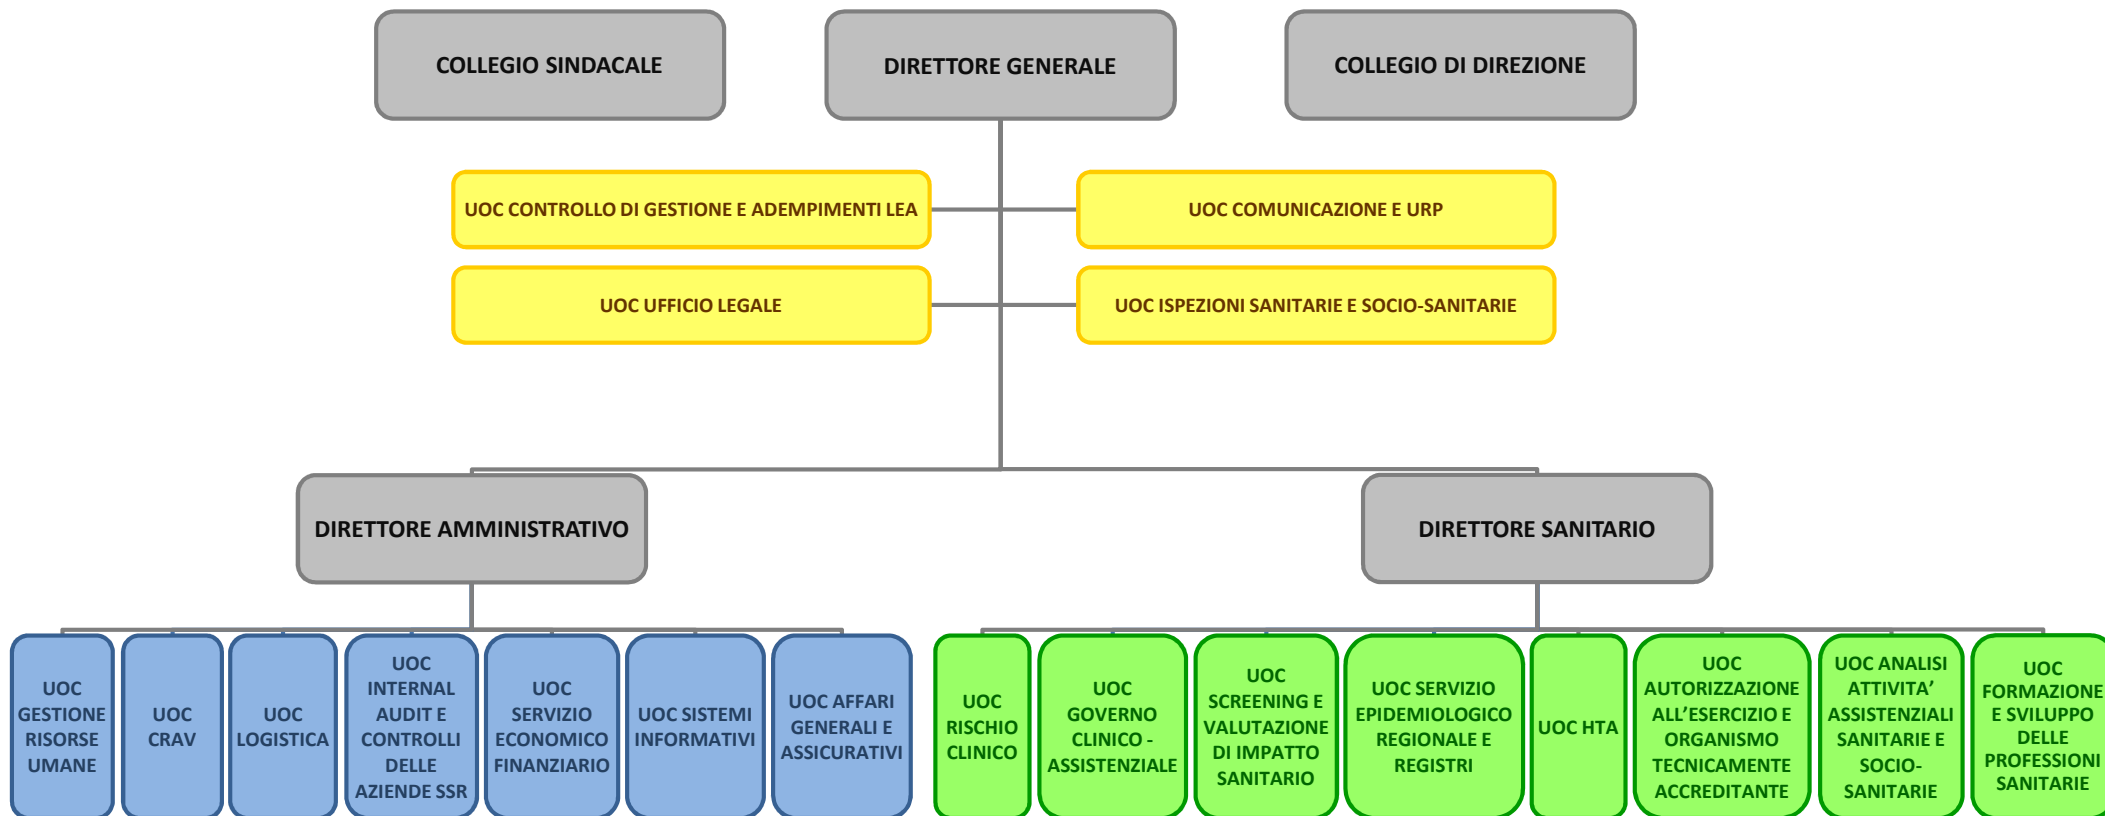 COLLEGIO SINDACALE
DIRETTORE GENERALE
COLLEGIO DI DIREZIONE
UOC CONTROLLO DI GESTIONE E ADEMPIMENTI LEA
UOC COMUNICAZIONE E URP
UOC UFFICIO LEGALE
UOC ISPEZIONI SANITARIE E SOCIO-SANITARIE
DIRETTORE AMMINISTRATIVO
DIRETTORE SANITARIO
UOC
GESTIONE
RISORSE
UMANE
UOC
CRAV
UOC
LOGISTICA
UOC
INTERNAL
AUDIT E
CONTROLLI
DELLE
AZIENDE SSR
UOC
SERVIZIO
ECONOMICO
FINANZIARIO
UOC SISTEMI
INFORMATIVI
UOC AFFARI
GENERALI E
ASSICURATIVI
UOC
RISCHIO
CLINICO
UOC
GOVERNO
CLINICO -
ASSISTENZIALE
UOC
SCREENING E
VALUTAZIONE
DI IMPATTO
SANITARIO
UOC SERVIZIO
EPIDEMIOLOGICO
REGIONALE E
REGISTRI
UOC HTA
UOC
AUTORIZZAZIONE
ALL’ESERCIZIO E
ORGANISMO
TECNICAMENTE
ACCREDITANTE
UOC ANALISI
ATTIVITA’
ASSISTENZIALI
SANITARIE E
SOCIO-
SANITARIE
UOC
FORMAZIONE
E SVILUPPO
DELLE
PROFESSIONI
SANITARIE